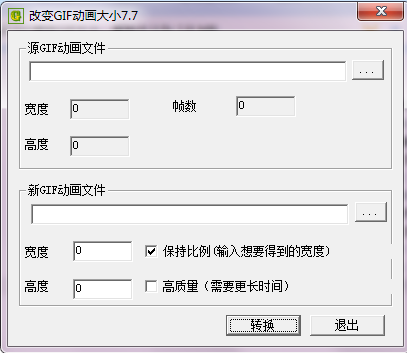 改变GIF动画大小7.7
源GIF动画文件
...
宽度 0 帧数 0
高度 0
新GIF动画文件
...
宽度 0 保持比例(输入想要得到的宽度)
高度 0 高质量(需要更长时间)
转换 退出